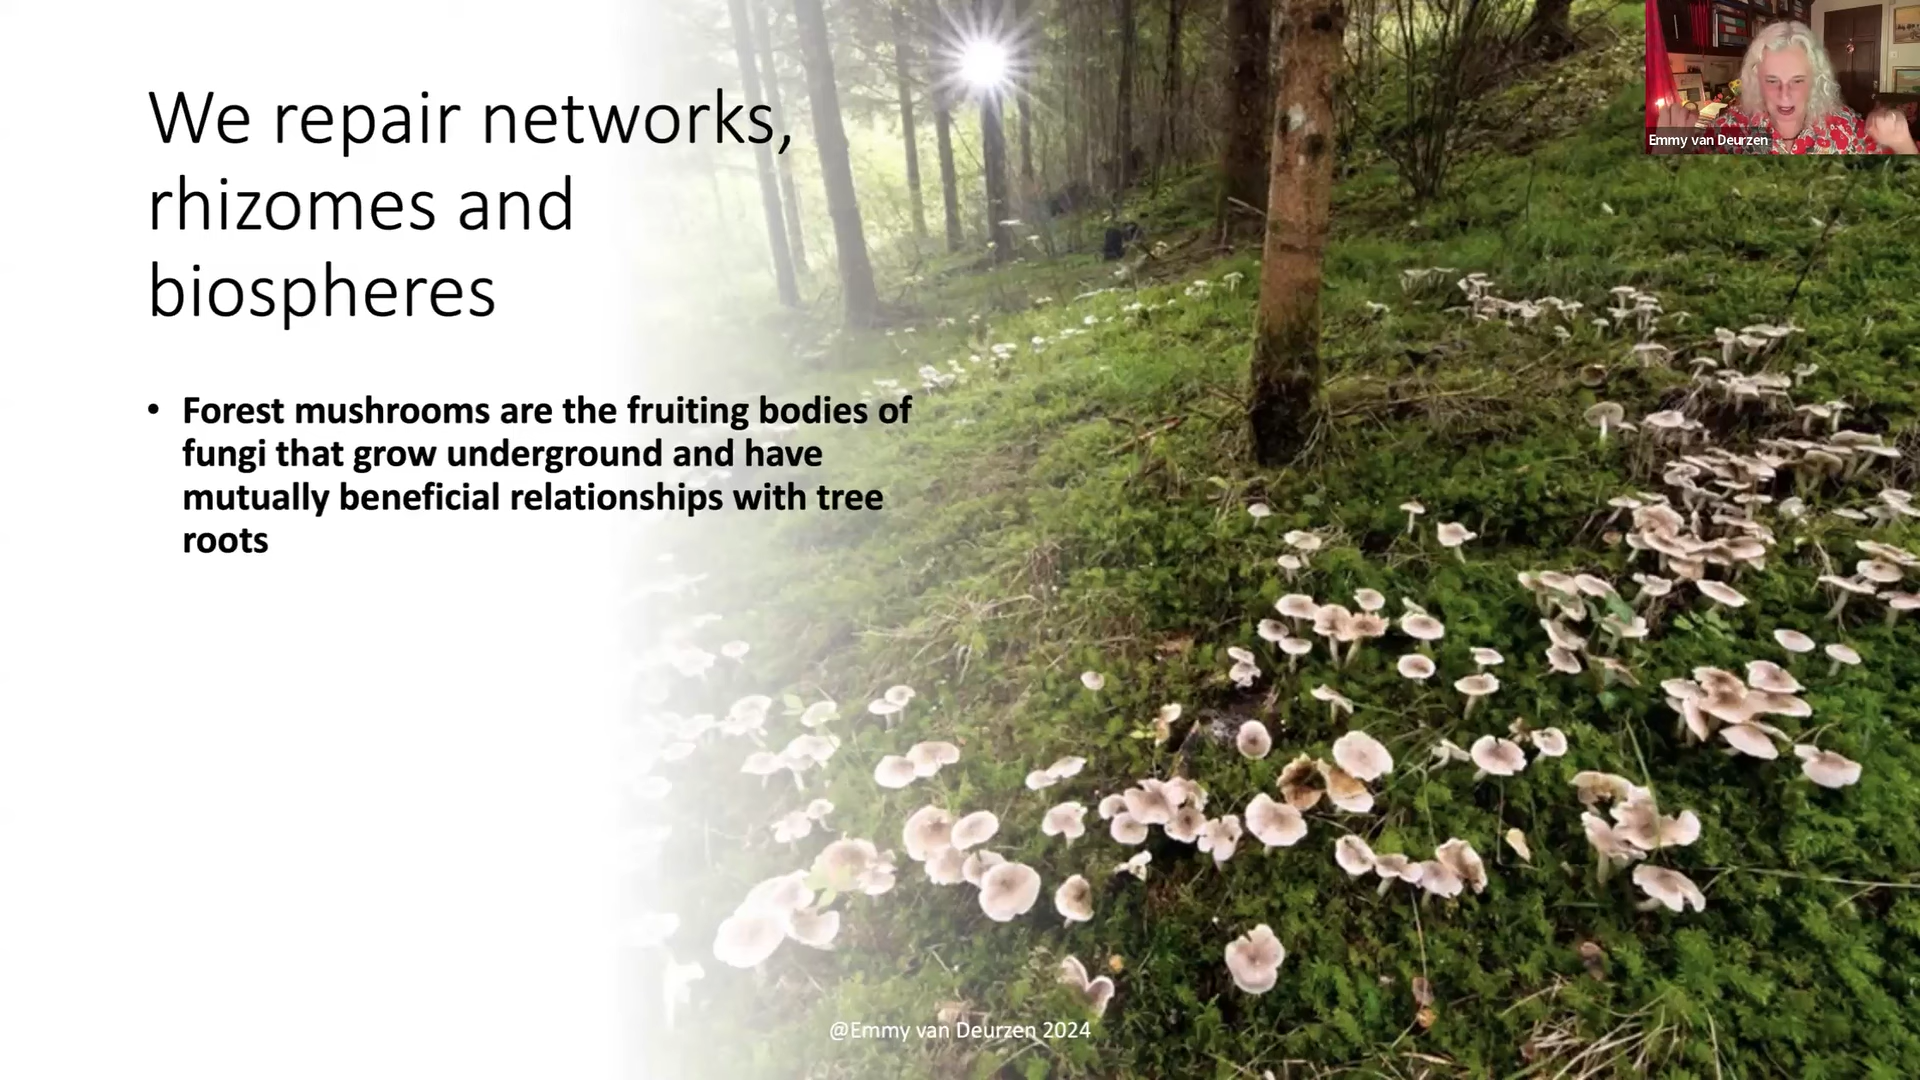 We repair networks,
rhizomes and
biospheres
• Forest mushrooms are the fruiting bodies of
fungi that grow underground and have
mutually beneficial relationships with tree
roots
Emmy van Deurzen
@Emmy van Deurzen 2024